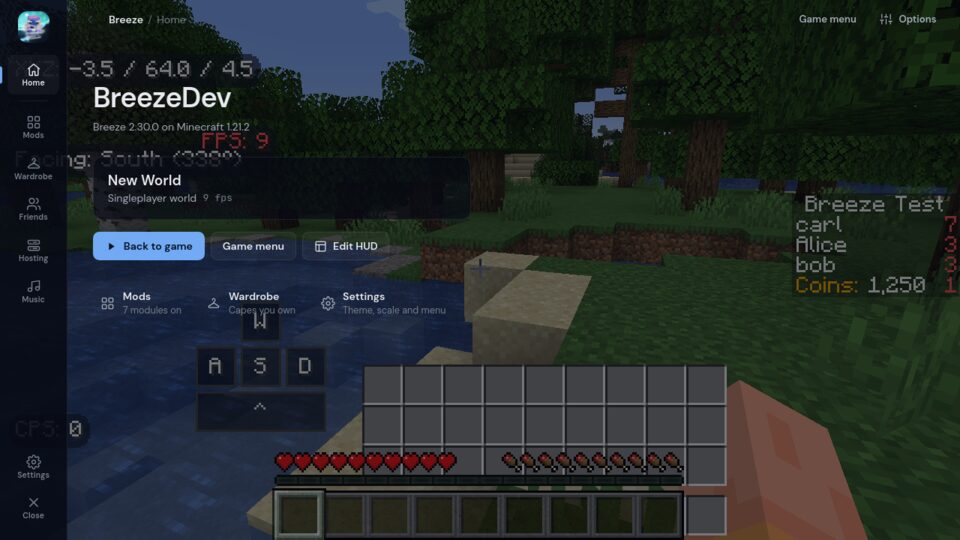 Breeze / Home
Game menu
Options
XYZ: -3.5 / 64.0 / 4.5
Home
BreezeDev
Breeze 2.30.0 on Minecraft 1.21.2
FPS: 9
Mods
Facing: South (338°)
Wardrobe
New World
Singleplayer world 9 fps
Friends
Breeze Test
carl 7
Alice 3
bob 3
Coins: 1,250 1
Hosting
Back to game
Game menu
Edit HUD
Music
Mods
7 modules on
Wardrobe
Capes you own
Settings
Theme, scale and menu
W
A S D
^
CPS: 0
Settings
Close